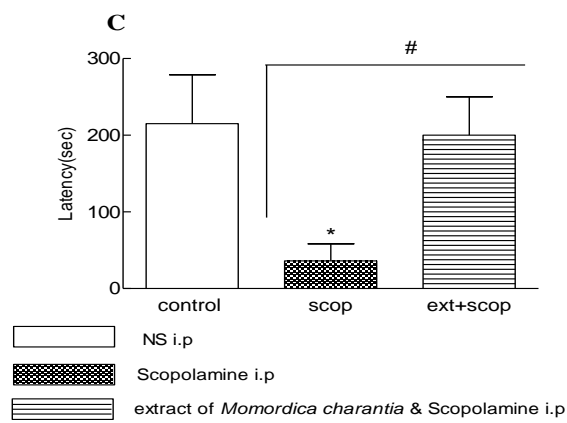 C
#
300
200
100
0
Latency(sec)
*
control scop ext+scop
NS i.p
Scopolamine i.p
extract of Momordica charantia & Scopolamine i.p